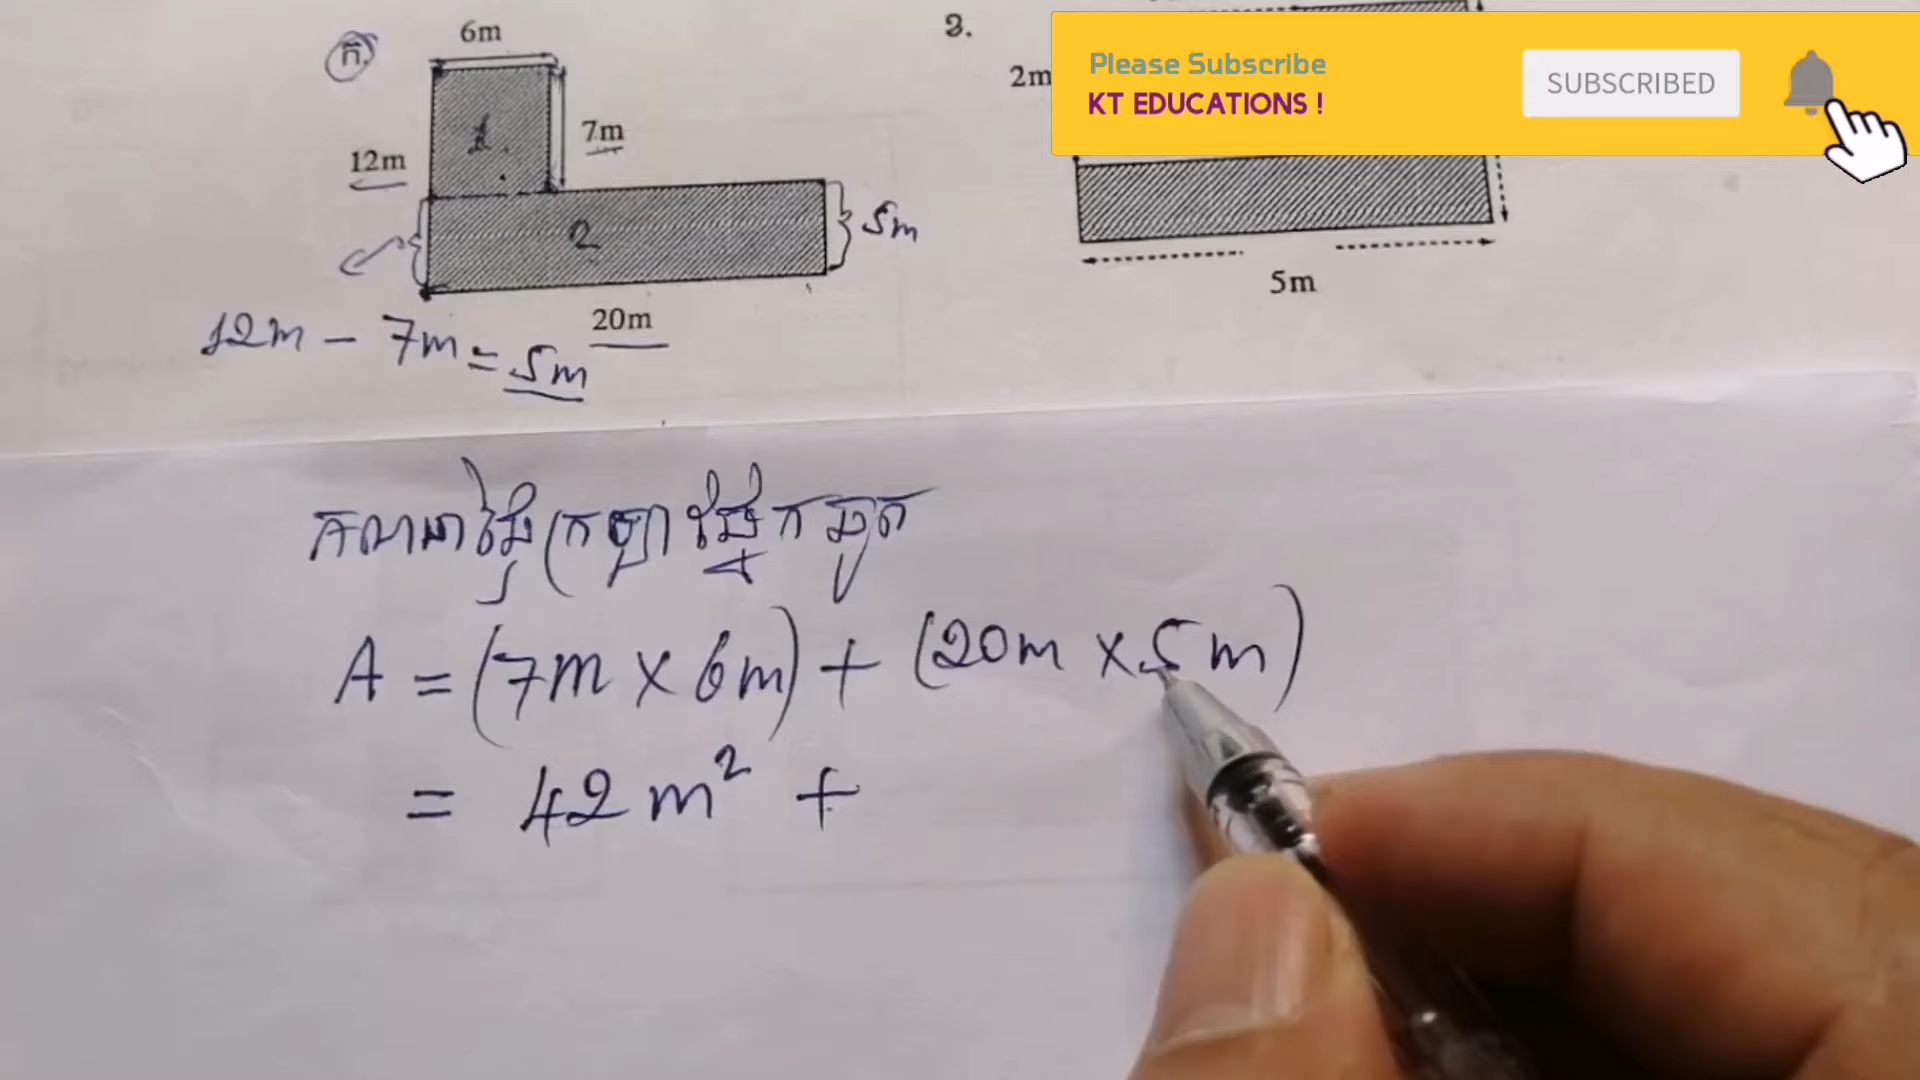 ក.
6m
7m
12m
1.
2
5m
20m
12m - 7m = 5m
ខ.
2m
5m
Please Subscribe
KT EDUCATIONS !
SUBSCRIBED
A = (7m x 6m) + (20m x 5m)
= 42m² +